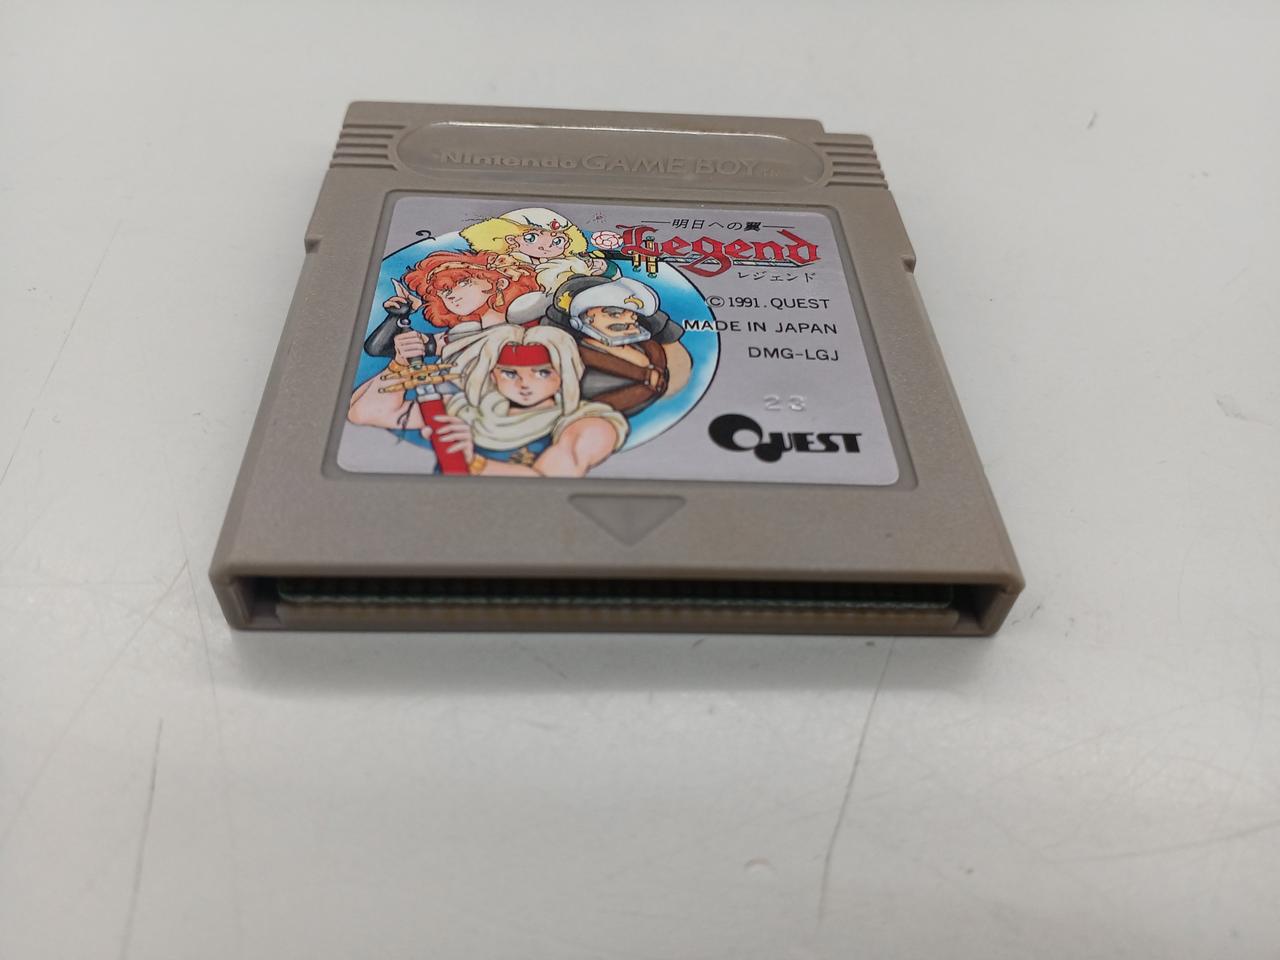 Nintendo GAME BOY TM
—明日への翼—
Legend
レジェンド
© 1991. QUEST
MADE IN JAPAN
DMG-LGJ
23
QUEST